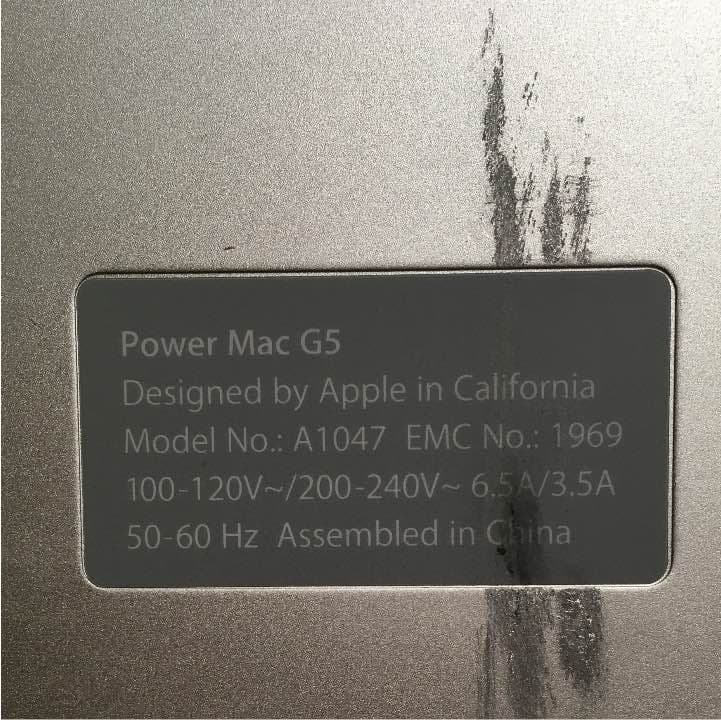 Power Mac G5
Designed by Apple in California
Model No.: A1047 EMC No.: 1969
100-120V~/200-240V~ 6.5A/3.5A
50-60 Hz Assembled in China